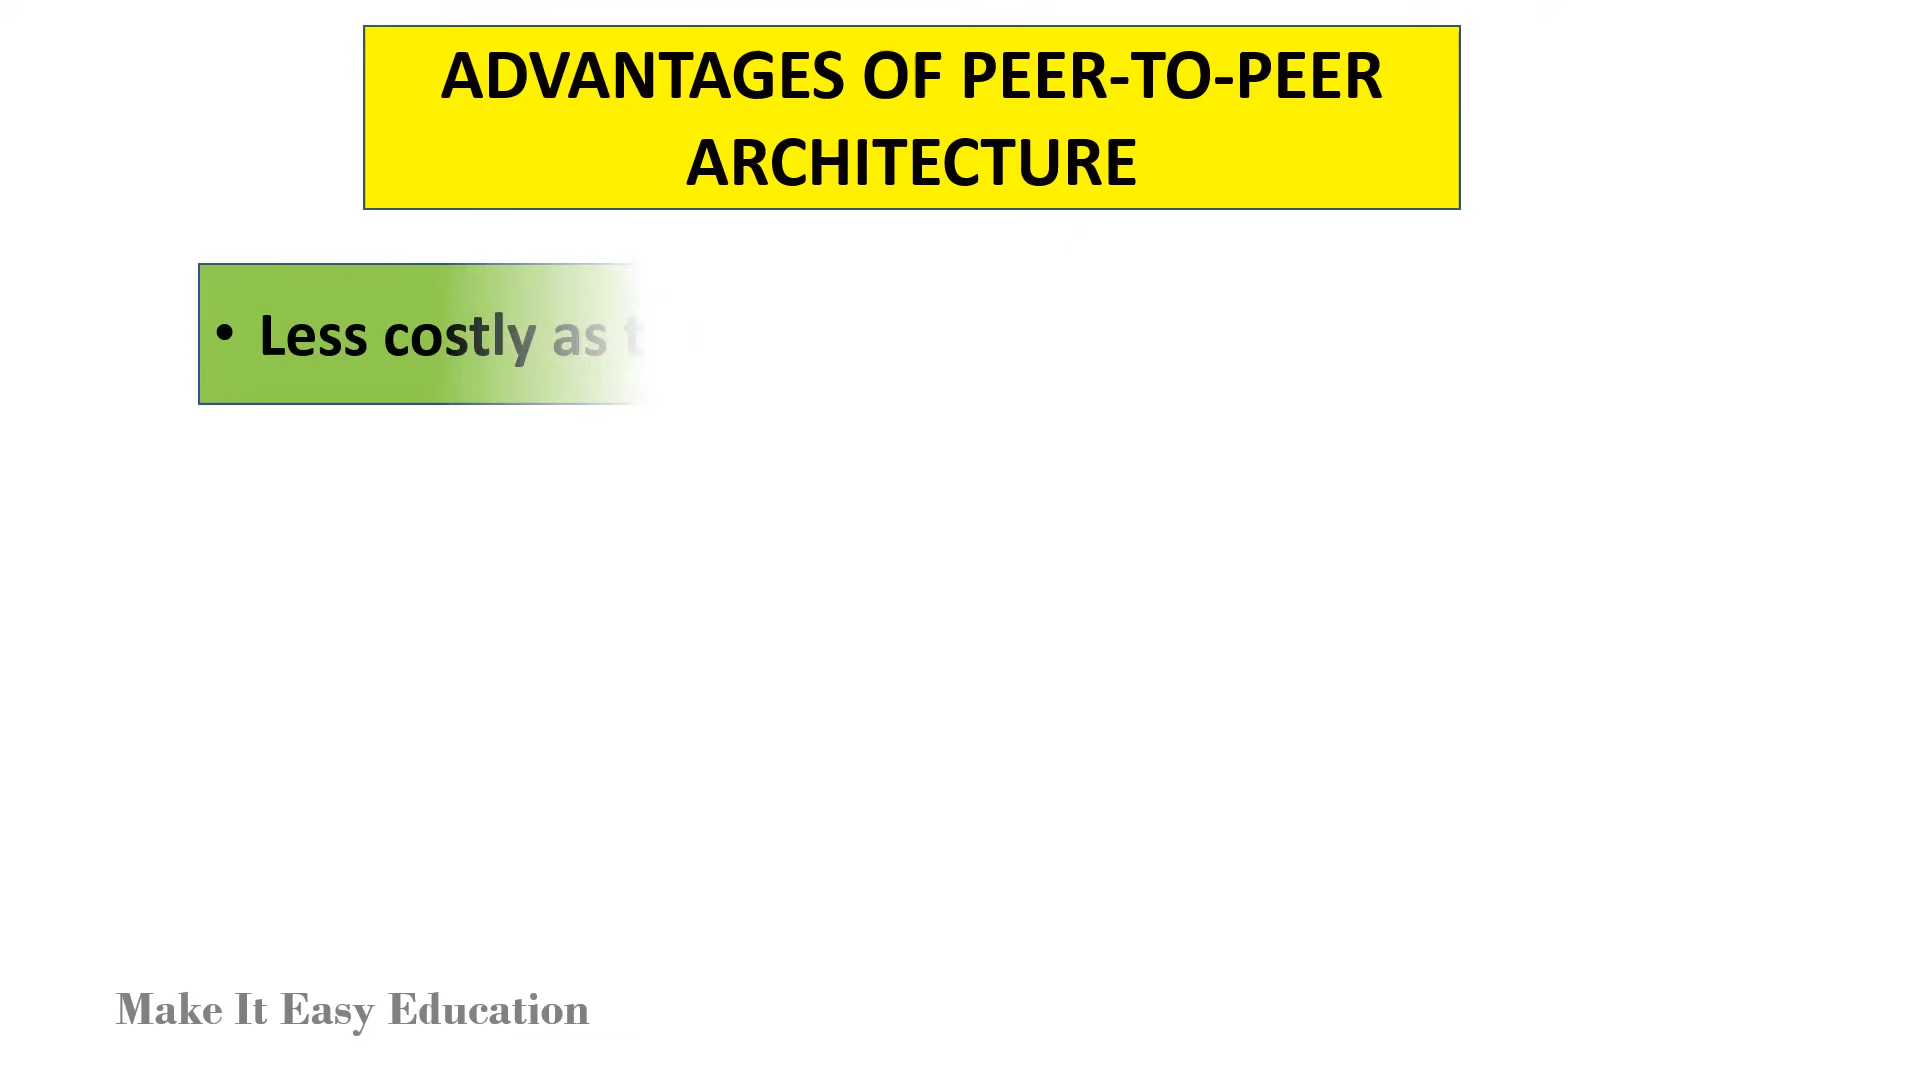 ADVANTAGES OF PEER-TO-PEER
ARCHITECTURE
• Less costly as
Make It Easy Education